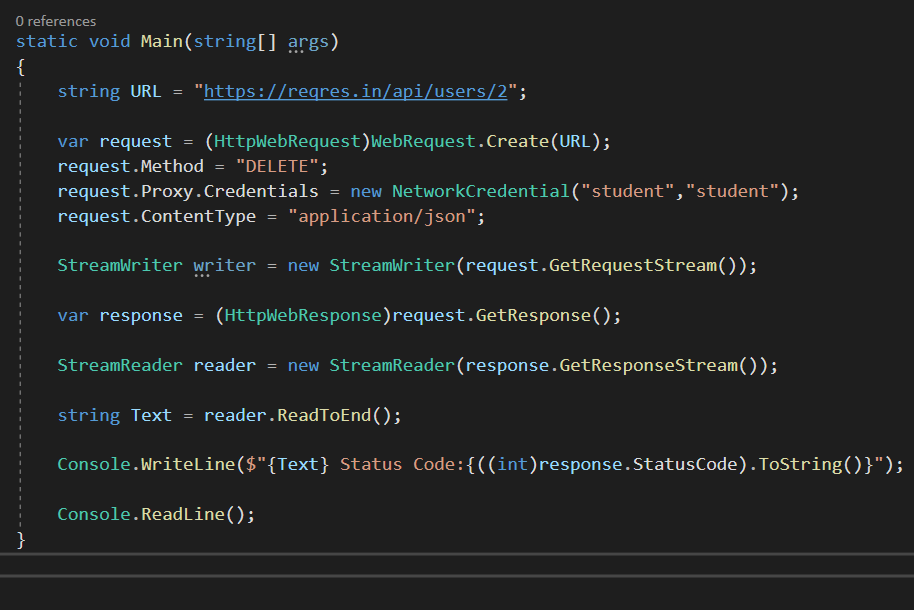 0 references
static void Main(string[] args)
{
string URL = "https://reqres.in/api/users/2";
var request = (HttpWebRequest)WebRequest.Create(URL);
request.Method = "DELETE";
request.Proxy.Credentials = new NetworkCredential("student","student");
request.ContentType = "application/json";
StreamWriter writer = new StreamWriter(request.GetRequestStream());
var response = (HttpWebResponse)request.GetResponse();
StreamReader reader = new StreamReader(response.GetResponseStream());
string Text = reader.ReadToEnd();
Console.WriteLine($"{Text} Status Code:{((int)response.StatusCode).ToString()}");
Console.ReadLine();
}